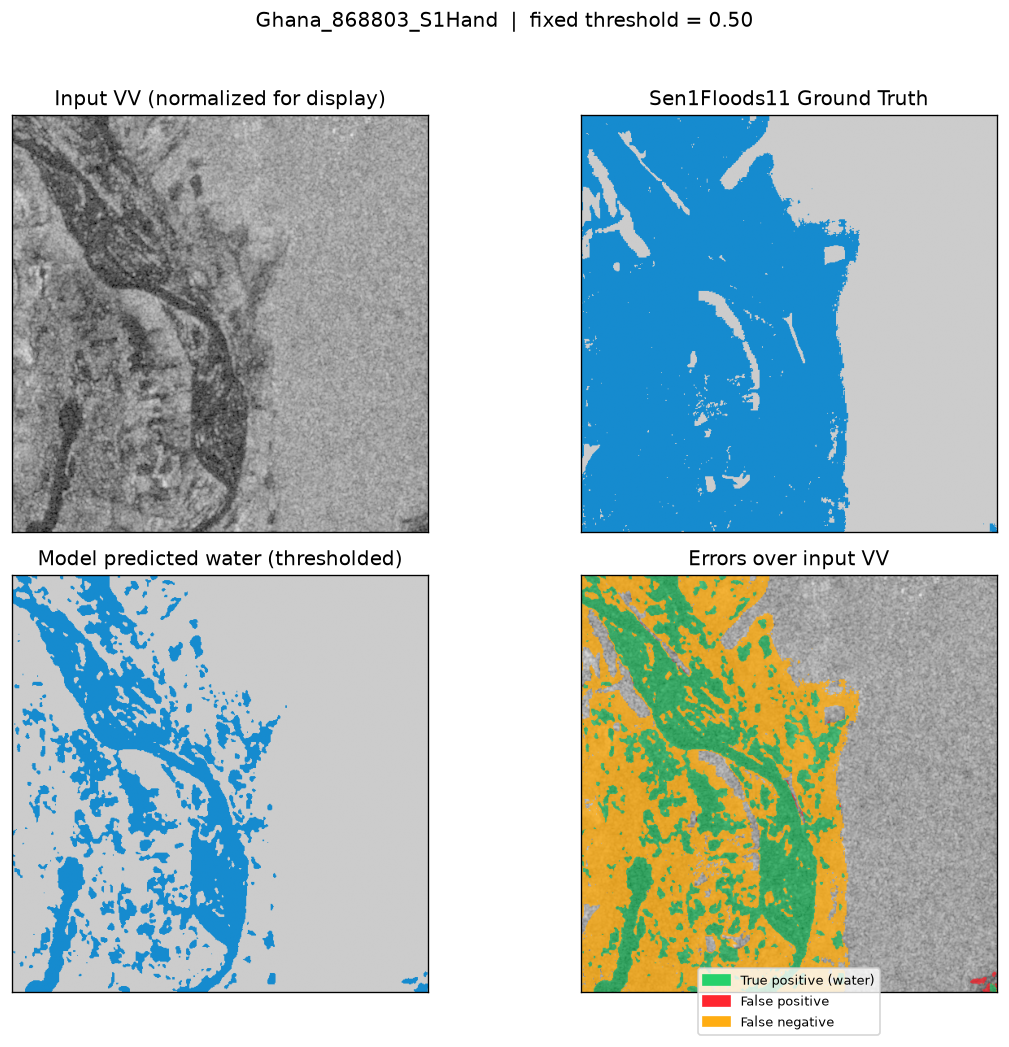 Ghana_868803_S1Hand | fixed threshold = 0.50
Input VV (normalized for display)
Sen1Floods11 Ground Truth
Model predicted water (thresholded)
Errors over input VV
True positive (water)
False positive
False negative